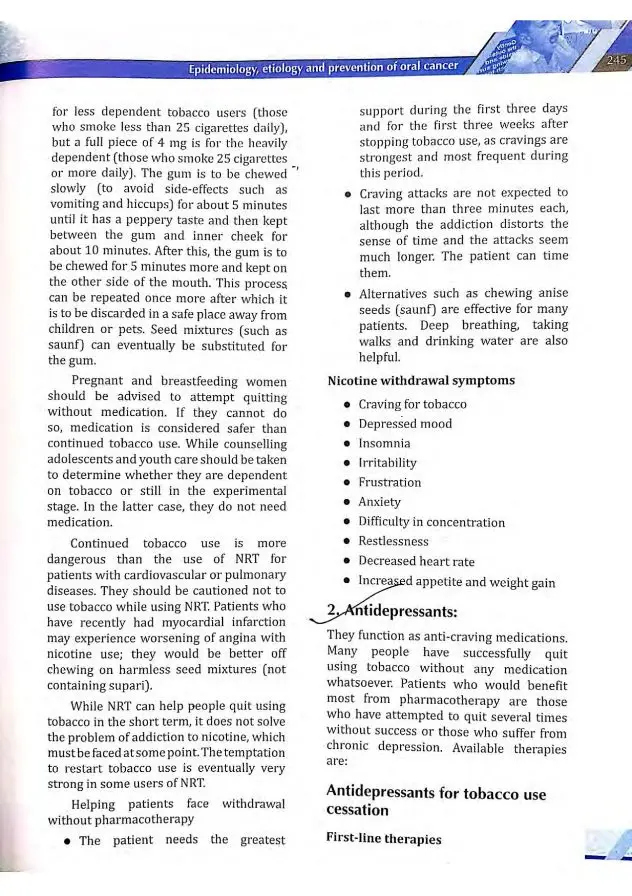 Epidemiology, etiology and prevention of oral cancer
245
for less dependent tobacco users (those
who smoke less than 25 cigarettes daily),
but a full piece of 4 mg is for the heavily
dependent (those who smoke 25 cigarettes
or more daily). The gum is to be chewed
slowly (to avoid side-effects such as
vomiting and hiccups) for about 5 minutes
until it has a peppery taste and then kept
between the gum and inner cheek for
about 10 minutes. After this, the gum is to
be chewed for 5 minutes more and kept on
the other side of the mouth. This process
can be repeated once more after which it
is to be discarded in a safe place away from
children or pets. Seed mixtures (such as
saunf) can eventually be substituted for
the gum.
Pregnant and breastfeeding women
should be advised to attempt quitting
without medication. If they cannot do
so, medication is considered safer than
continued tobacco use. While counselling
adolescents and youth care should be taken
to determine whether they are dependent
on tobacco or still in the experimental
stage. In the latter case, they do not need
medication.
Continued tobacco use is more
dangerous than the use of NRT for
patients with cardiovascular or pulmonary
diseases. They should be cautioned not to
use tobacco while using NRT. Patients who
have recently had myocardial infarction
may experience worsening of angina with
nicotine use; they would be better off
chewing on harmless seed mixtures (not
containing supari).
While NRT can help people quit using
tobacco in the short term, it does not solve
the problem of addiction to nicotine, which
must be faced at some point. The temptation
to restart tobacco use is eventually very
strong in some users of NRT.
Helping patients face withdrawal
without pharmacotherapy
• The patient needs the greatest
support during the first three days
and for the first three weeks after
stopping tobacco use, as cravings are
strongest and most frequent during
this period.
• Craving attacks are not expected to
last more than three minutes each,
although the addiction distorts the
sense of time and the attacks seem
much longer. The patient can time
them.
• Alternatives such as chewing anise
seeds (saunf) are effective for many
patients. Deep breathing, taking
walks and drinking water are also
helpful.
Nicotine withdrawal symptoms
• Craving for tobacco
• Depressed mood
• Insomnia
• Irritability
• Frustration
• Anxiety
• Difficulty in concentration
• Restlessness
• Decreased heart rate
• Increased appetite and weight gain
2. Antidepressants:
They function as anti-craving medications.
Many people have successfully quit
using tobacco without any medication
whatsoever. Patients who would benefit
most from pharmacotherapy are those
who have attempted to quit several times
without success or those who suffer from
chronic depression. Available therapies
are:
Antidepressants for tobacco use
cessation
First-line therapies